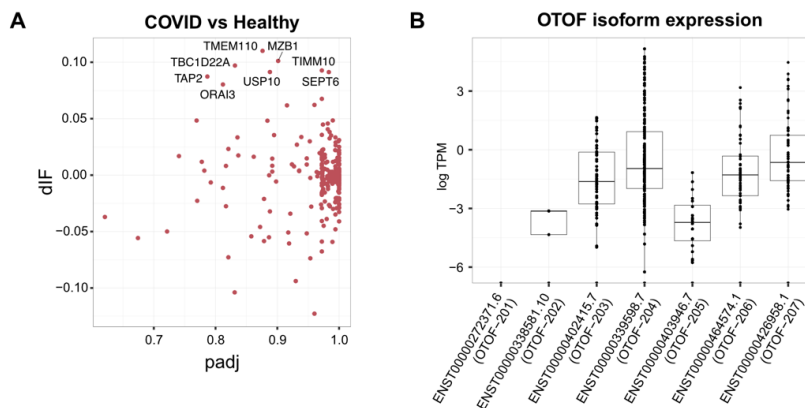 A
COVID vs Healthy
TMEM110 MZB1
TBC1D22A
TIMM10
TAP2
USP10
SEPT6
ORAI3
0.10
0.05
0.00
−0.05
−0.10
dIF
0.7 0.8 0.9 1.0
padj
B
OTOF isoform expression
3
0
−3
−6
log TPM
ENST00000272371.6
(OTOF−201)
ENST00000338581.10
(OTOF−202)
ENST00000402415.7
(OTOF−203)
ENST00000339598.7
(OTOF−204)
ENST00000403946.7
(OTOF−205)
ENST00000464574.1
(OTOF−206)
ENST00000426958.1
(OTOF−207)